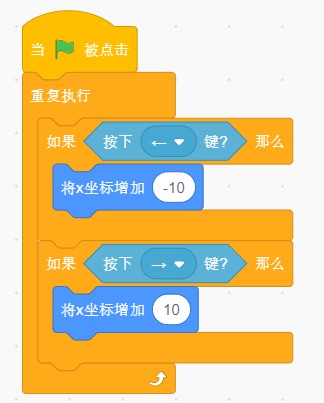 当 被点击
重复执行
如果 按下 ← 键? 那么
将x坐标增加 -10
如果 按下 → 键? 那么
将x坐标增加 10